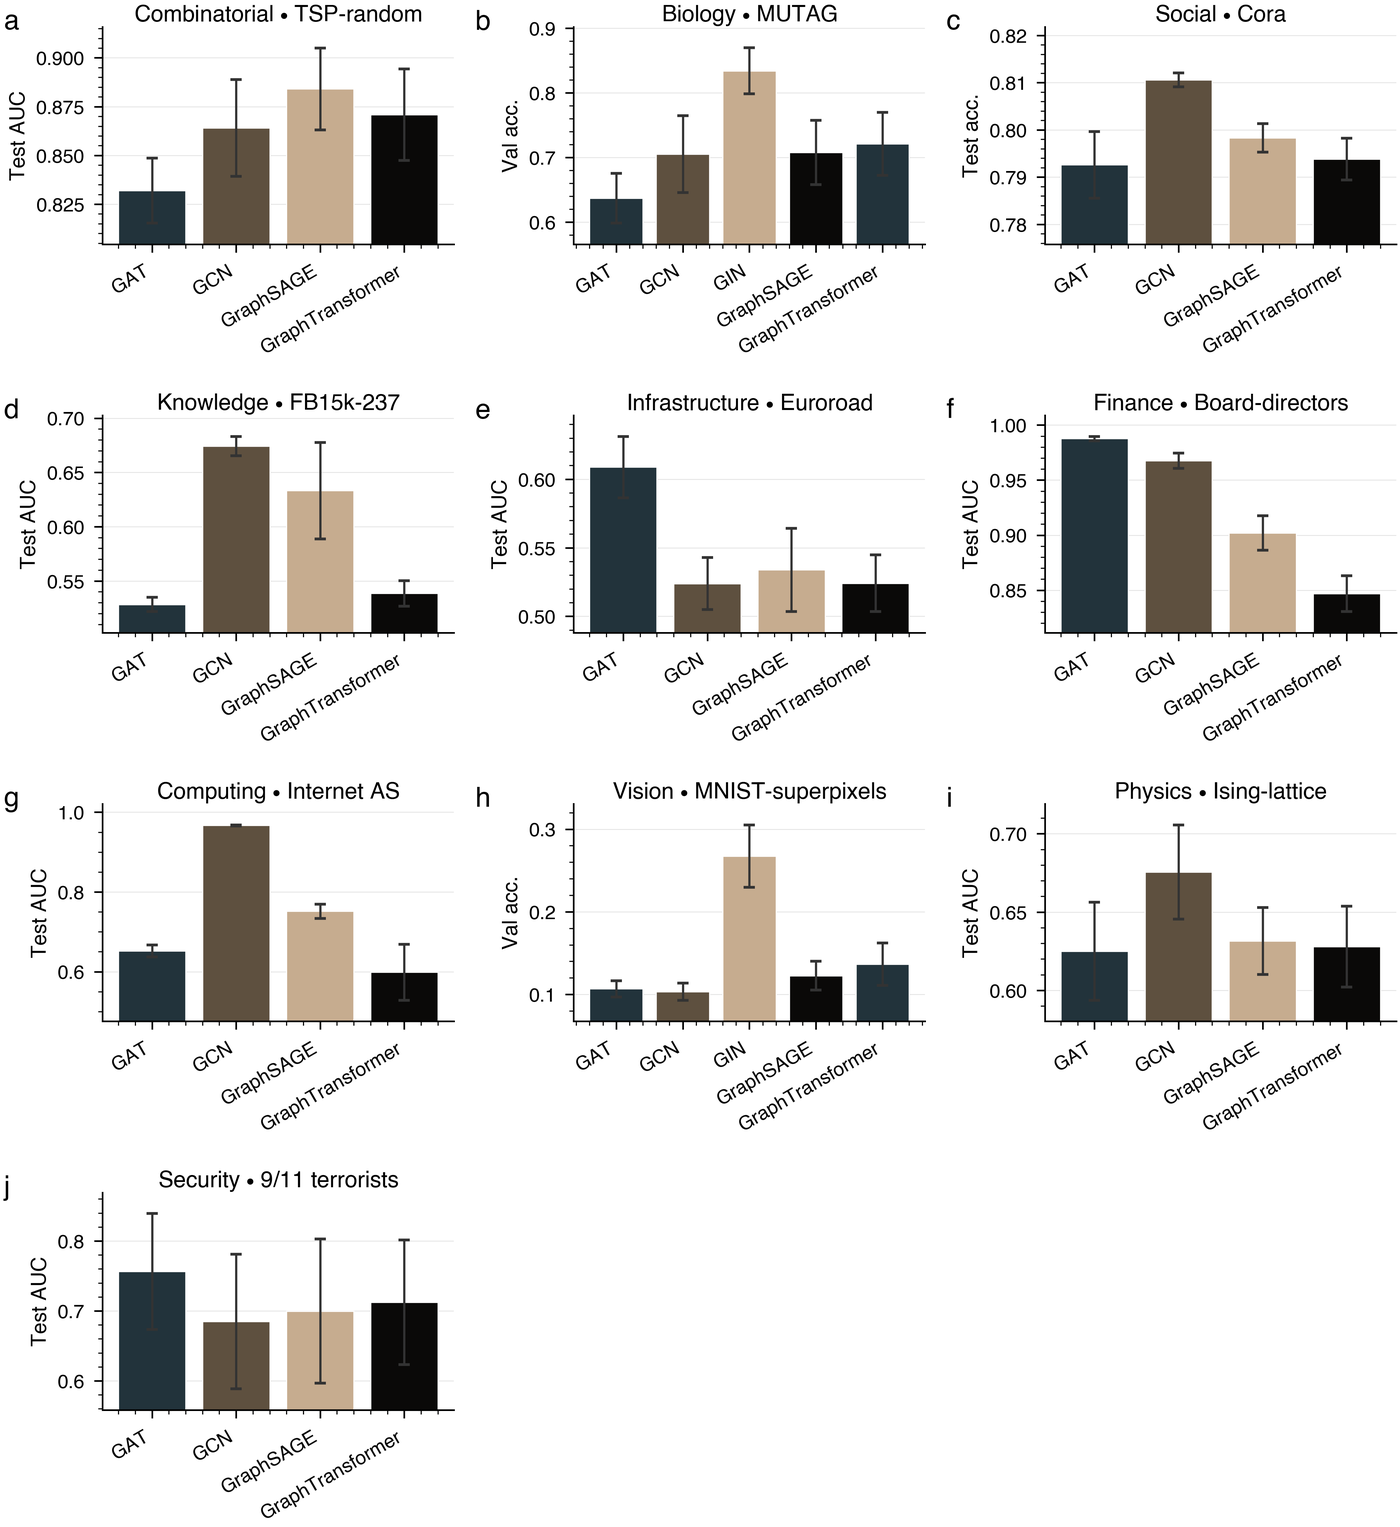 a
Combinatorial • TSP-random
Test AUC
0.900
0.875
0.850
0.825
GAT
GCN
GraphSAGE
GraphTransformer
b
Biology • MUTAG
Val acc.
0.9
0.8
0.7
0.6
GAT
GCN
GIN
GraphSAGE
GraphTransformer
c
Social • Cora
Test acc.
0.82
0.81
0.80
0.79
0.78
GAT
GCN
GraphSAGE
GraphTransformer
d
Knowledge • FB15k-237
Test AUC
0.70
0.65
0.60
0.55
GAT
GCN
GraphSAGE
GraphTransformer
e
Infrastructure • Euroroad
Test AUC
0.60
0.55
0.50
GAT
GCN
GraphSAGE
GraphTransformer
f
Finance • Board-directors
Test AUC
1.00
0.95
0.90
0.85
GAT
GCN
GraphSAGE
GraphTransformer
g
Computing • Internet AS
Test AUC
1.0
0.8
0.6
GAT
GCN
GraphSAGE
GraphTransformer
h
Vision • MNIST-superpixels
Val acc.
0.3
0.2
0.1
GAT
GCN
GIN
GraphSAGE
GraphTransformer
i
Physics • Ising-lattice
Test AUC
0.70
0.65
0.60
GAT
GCN
GraphSAGE
GraphTransformer
j
Security • 9/11 terrorists
Test AUC
0.8
0.7
0.6
GAT
GCN
GraphSAGE
GraphTransformer